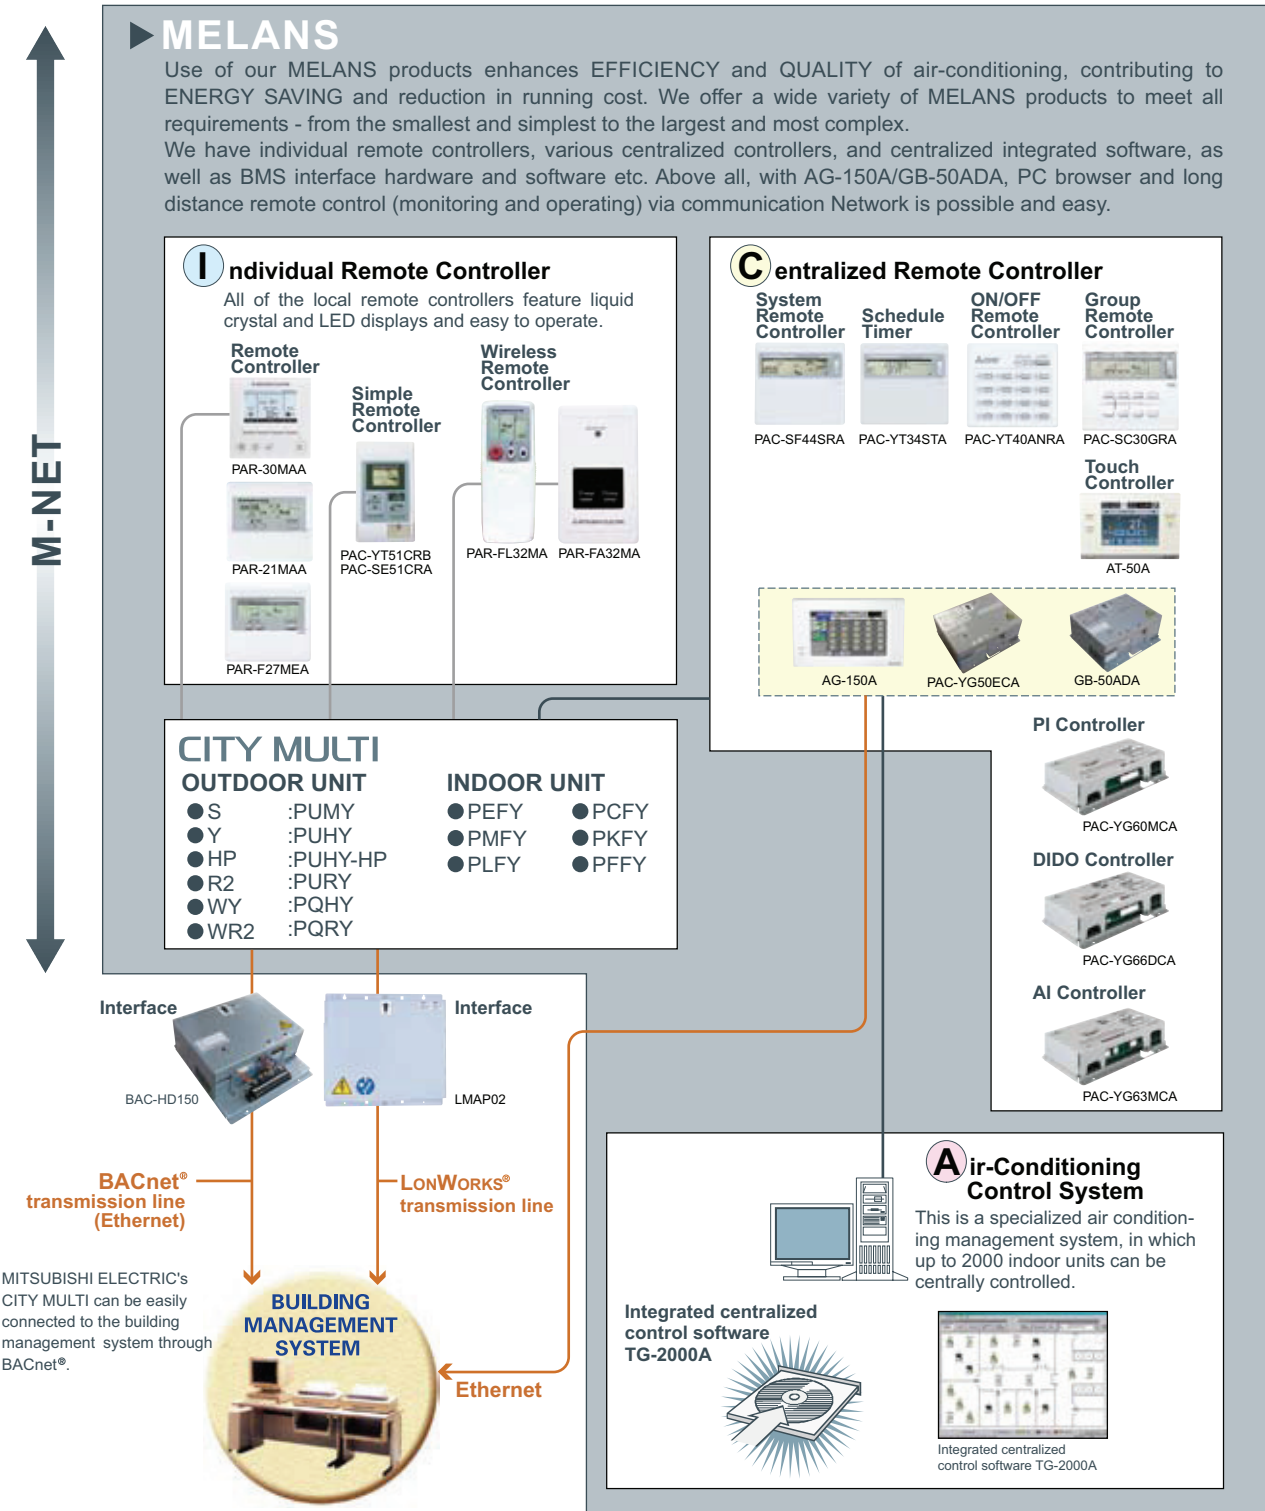 MELANS
Use of our MELANS products enhances EFFICIENCY and QUALITY of air-conditioning, contributing to
ENERGY SAVING and reduction in running cost. We offer a wide variety of MELANS products to meet all
requirements - from the smallest and simplest to the largest and most complex.
We have individual remote controllers, various centralized controllers, and centralized integrated software, as
well as BMS interface hardware and software etc. Above all, with AG-150A/GB-50ADA, PC browser and long
distance remote control (monitoring and operating) via communication Network is possible and easy.
M-NET
Individual Remote Controller
All of the local remote controllers feature liquid
crystal and LED displays and easy to operate.
Remote
Controller
PAR-30MAA
PAR-21MAA
PAR-F27MEA
Simple
Remote
Controller
PAC-YT51CRB
PAC-SE51CRA
Wireless
Remote
Controller
PAR-FL32MA
PAR-FA32MA
Centralized Remote Controller
System
Remote
Controller
PAC-SF44SRA
Schedule
Timer
PAC-YT34STA
ON/OFF
Remote
Controller
PAC-YT40ANRA
Group
Remote
Controller
PAC-SC30GRA
Touch
Controller
AT-50A
AG-150A
PAC-YG50ECA
GB-50ADA
PI Controller
PAC-YG60MCA
DIDO Controller
PAC-YG66DCA
AI Controller
PAC-YG63MCA
CITY MULTI
OUTDOOR UNIT
●S :PUMY
●Y :PUHY
●HP :PUHY-HP
●R2 :PURY
●WY :PQHY
●WR2 :PQRY
INDOOR UNIT
●PEFY ●PCFY
●PMFY ●PKFY
●PLFY ●PFFY
Interface
BAC-HD150
Interface
LMAP02
BACnet®
transmission line
(Ethernet)
LONWORKS®
transmission line
MITSUBISHI ELECTRIC's
CITY MULTI can be easily
connected to the building
management system through
BACnet®.
BUILDING
MANAGEMENT
SYSTEM
Ethernet
Air-Conditioning
Control System
This is a specialized air condition-
ing management system, in which
up to 2000 indoor units can be
centrally controlled.
Integrated centralized
control software
TG-2000A
Integrated centralized
control software TG-2000A